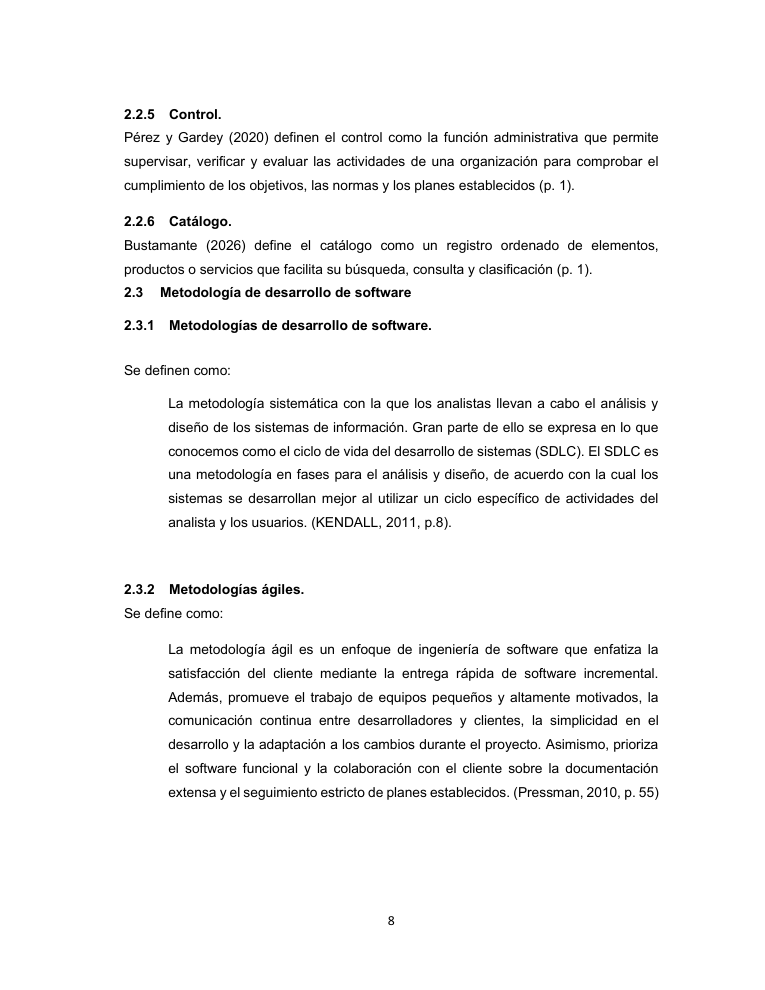 2.2.5 Control.
Pérez y Gardey (2020) definen el control como la función administrativa que permite
supervisar, verificar y evaluar las actividades de una organización para comprobar el
cumplimiento de los objetivos, las normas y los planes establecidos (p. 1).
2.2.6 Catálogo.
Bustamante (2026) define el catálogo como un registro ordenado de elementos,
productos o servicios que facilita su búsqueda, consulta y clasificación (p. 1).
2.3 Metodología de desarrollo de software
2.3.1 Metodologías de desarrollo de software.
Se definen como:
La metodología sistemática con la que los analistas llevan a cabo el análisis y
diseño de los sistemas de información. Gran parte de ello se expresa en lo que
conocemos como el ciclo de vida del desarrollo de sistemas (SDLC). El SDLC es
una metodología en fases para el análisis y diseño, de acuerdo con la cual los
sistemas se desarrollan mejor al utilizar un ciclo específico de actividades del
analista y los usuarios. (KENDALL, 2011, p.8).
2.3.2 Metodologías ágiles.
Se define como:
La metodología ágil es un enfoque de ingeniería de software que enfatiza la
satisfacción del cliente mediante la entrega rápida de software incremental.
Además, promueve el trabajo de equipos pequeños y altamente motivados, la
comunicación continua entre desarrolladores y clientes, la simplicidad en el
desarrollo y la adaptación a los cambios durante el proyecto. Asimismo, prioriza
el software funcional y la colaboración con el cliente sobre la documentación
extensa y el seguimiento estricto de planes establecidos. (Pressman, 2010, p. 55)
8